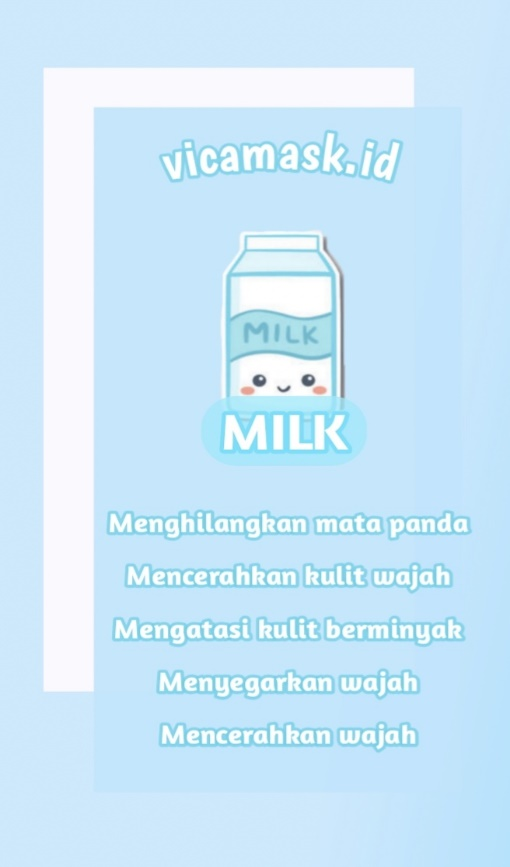 vicamask.id
MILK
MILK
Menghilangkan mata panda
Mencerahkan kulit wajah
Mengatasi kulit berminyak
Menyegarkan wajah
Mencerahkan wajah